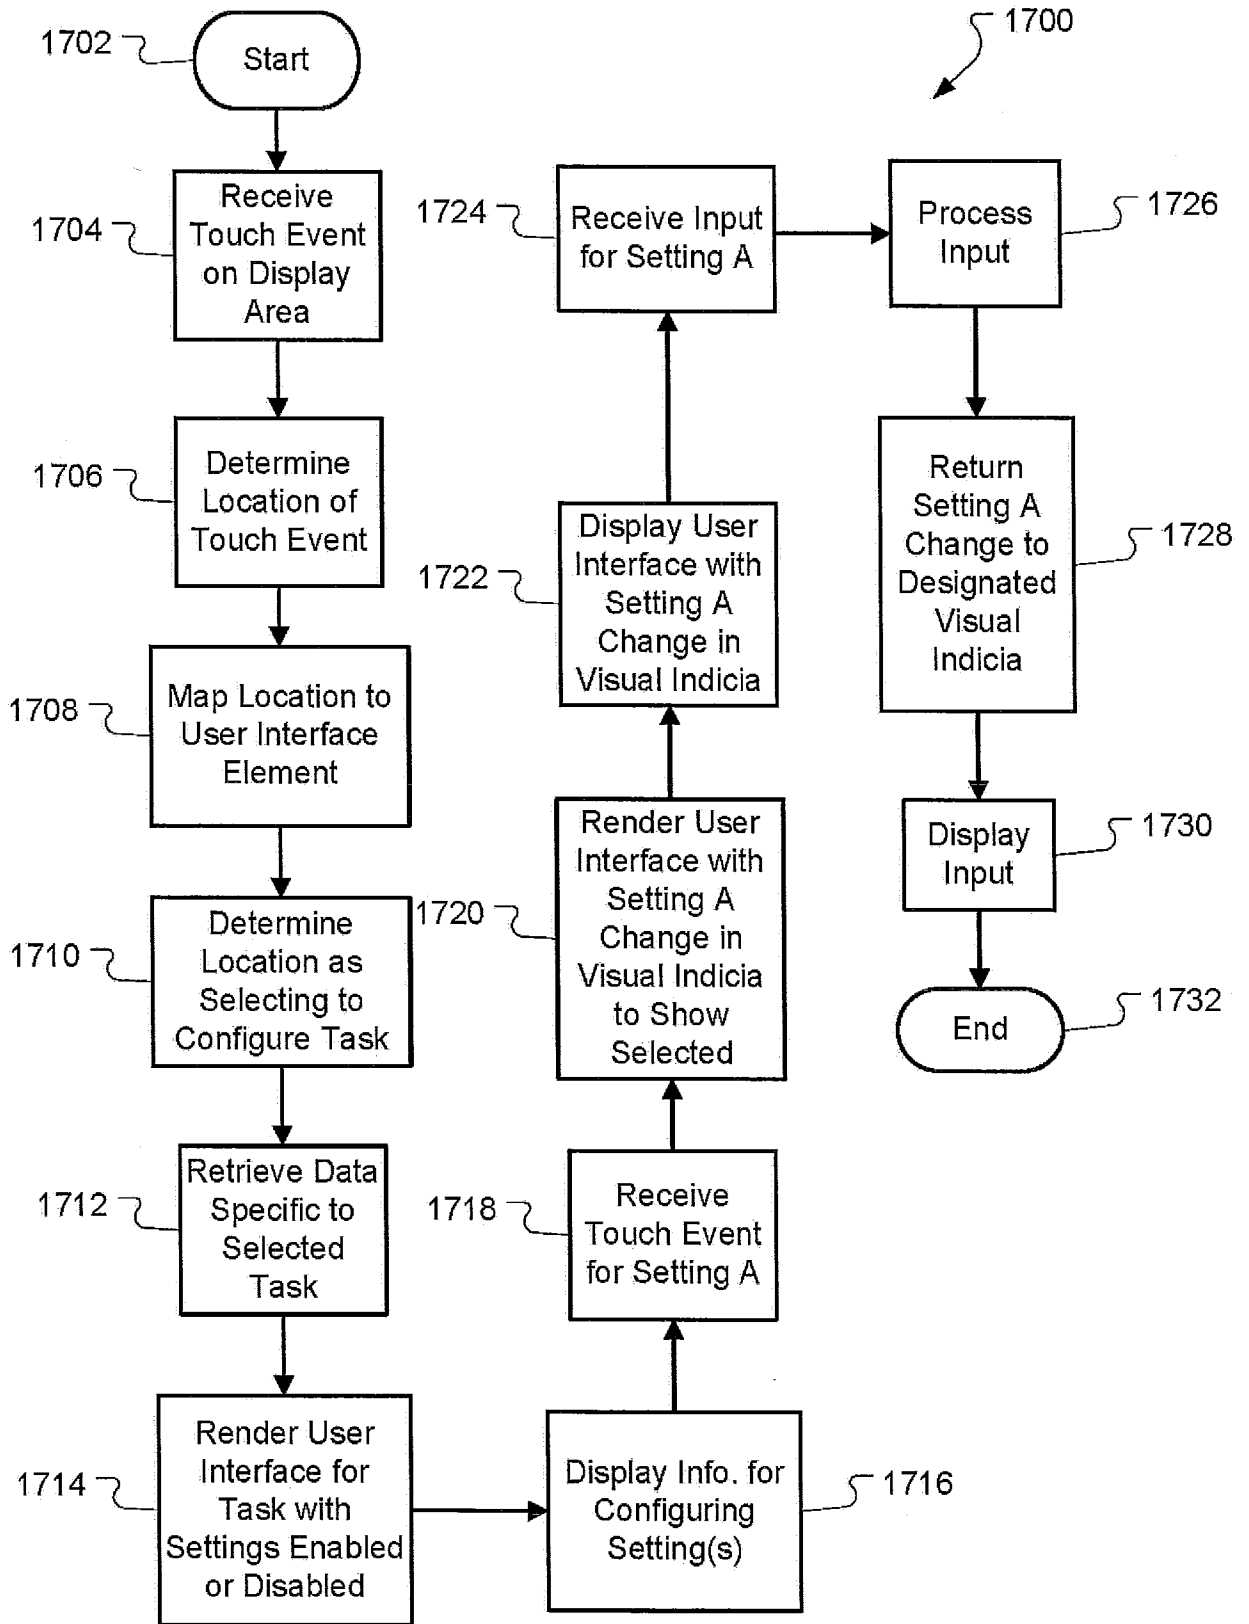 1700
1702
Start
1704
Receive
Touch Event
on Display
Area
1706
Determine
Location of
Touch Event
1708
Map Location to
User Interface
Element
1710
Determine
Location as
Selecting to
Configure Task
1712
Retrieve Data
Specific to
Selected
Task
1714
Render User
Interface for
Task with
Settings Enabled
or Disabled
Display Info. for
Configuring
Setting(s)
1716
1718
Receive
Touch Event
for Setting A
1720
Render User
Interface with
Setting A
Change in
Visual Indicia
to Show
Selected
1722
Display User
Interface with
Setting A
Change in
Visual Indicia
1724
Receive Input
for Setting A
Process
Input
1726
Return
Setting A
Change to
Designated
Visual
Indicia
1728
Display
Input
1730
End
1732